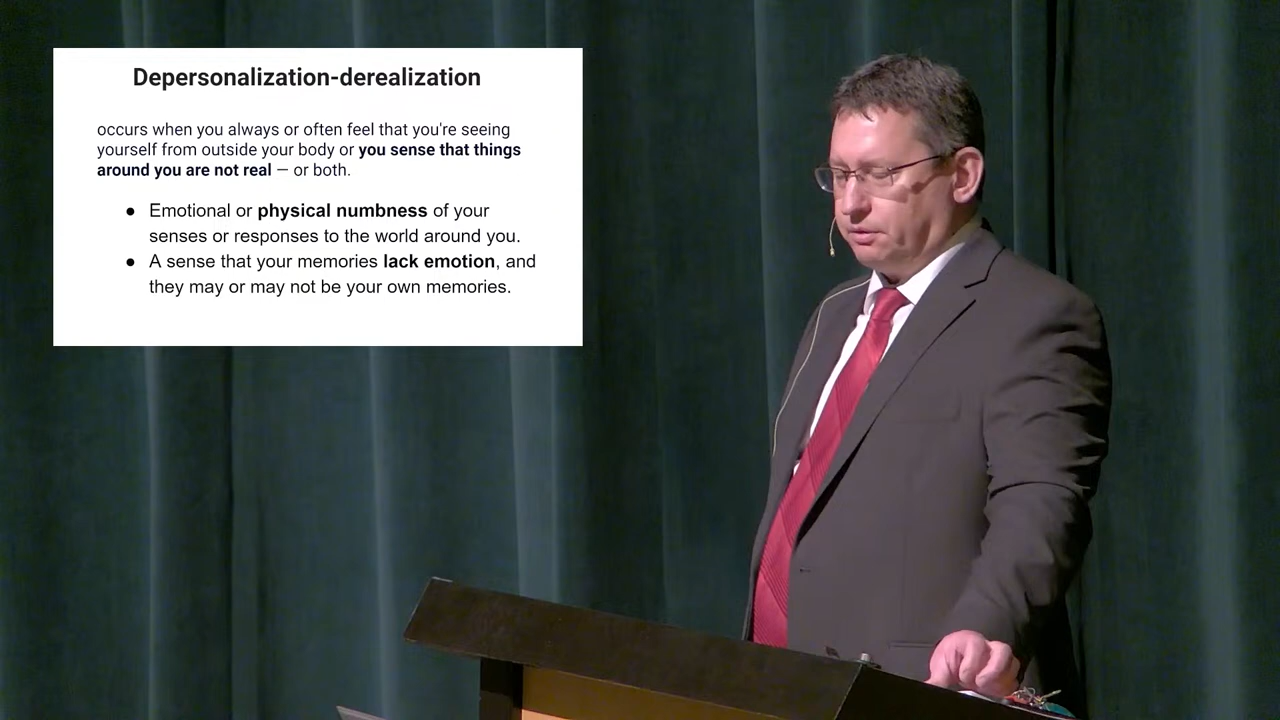 Depersonalization-derealization
occurs when you always or often feel that you're seeing
yourself from outside your body or you sense that things
around you are not real — or both.
● Emotional or physical numbness of your
senses or responses to the world around you.
● A sense that your memories lack emotion, and
they may or may not be your own memories.